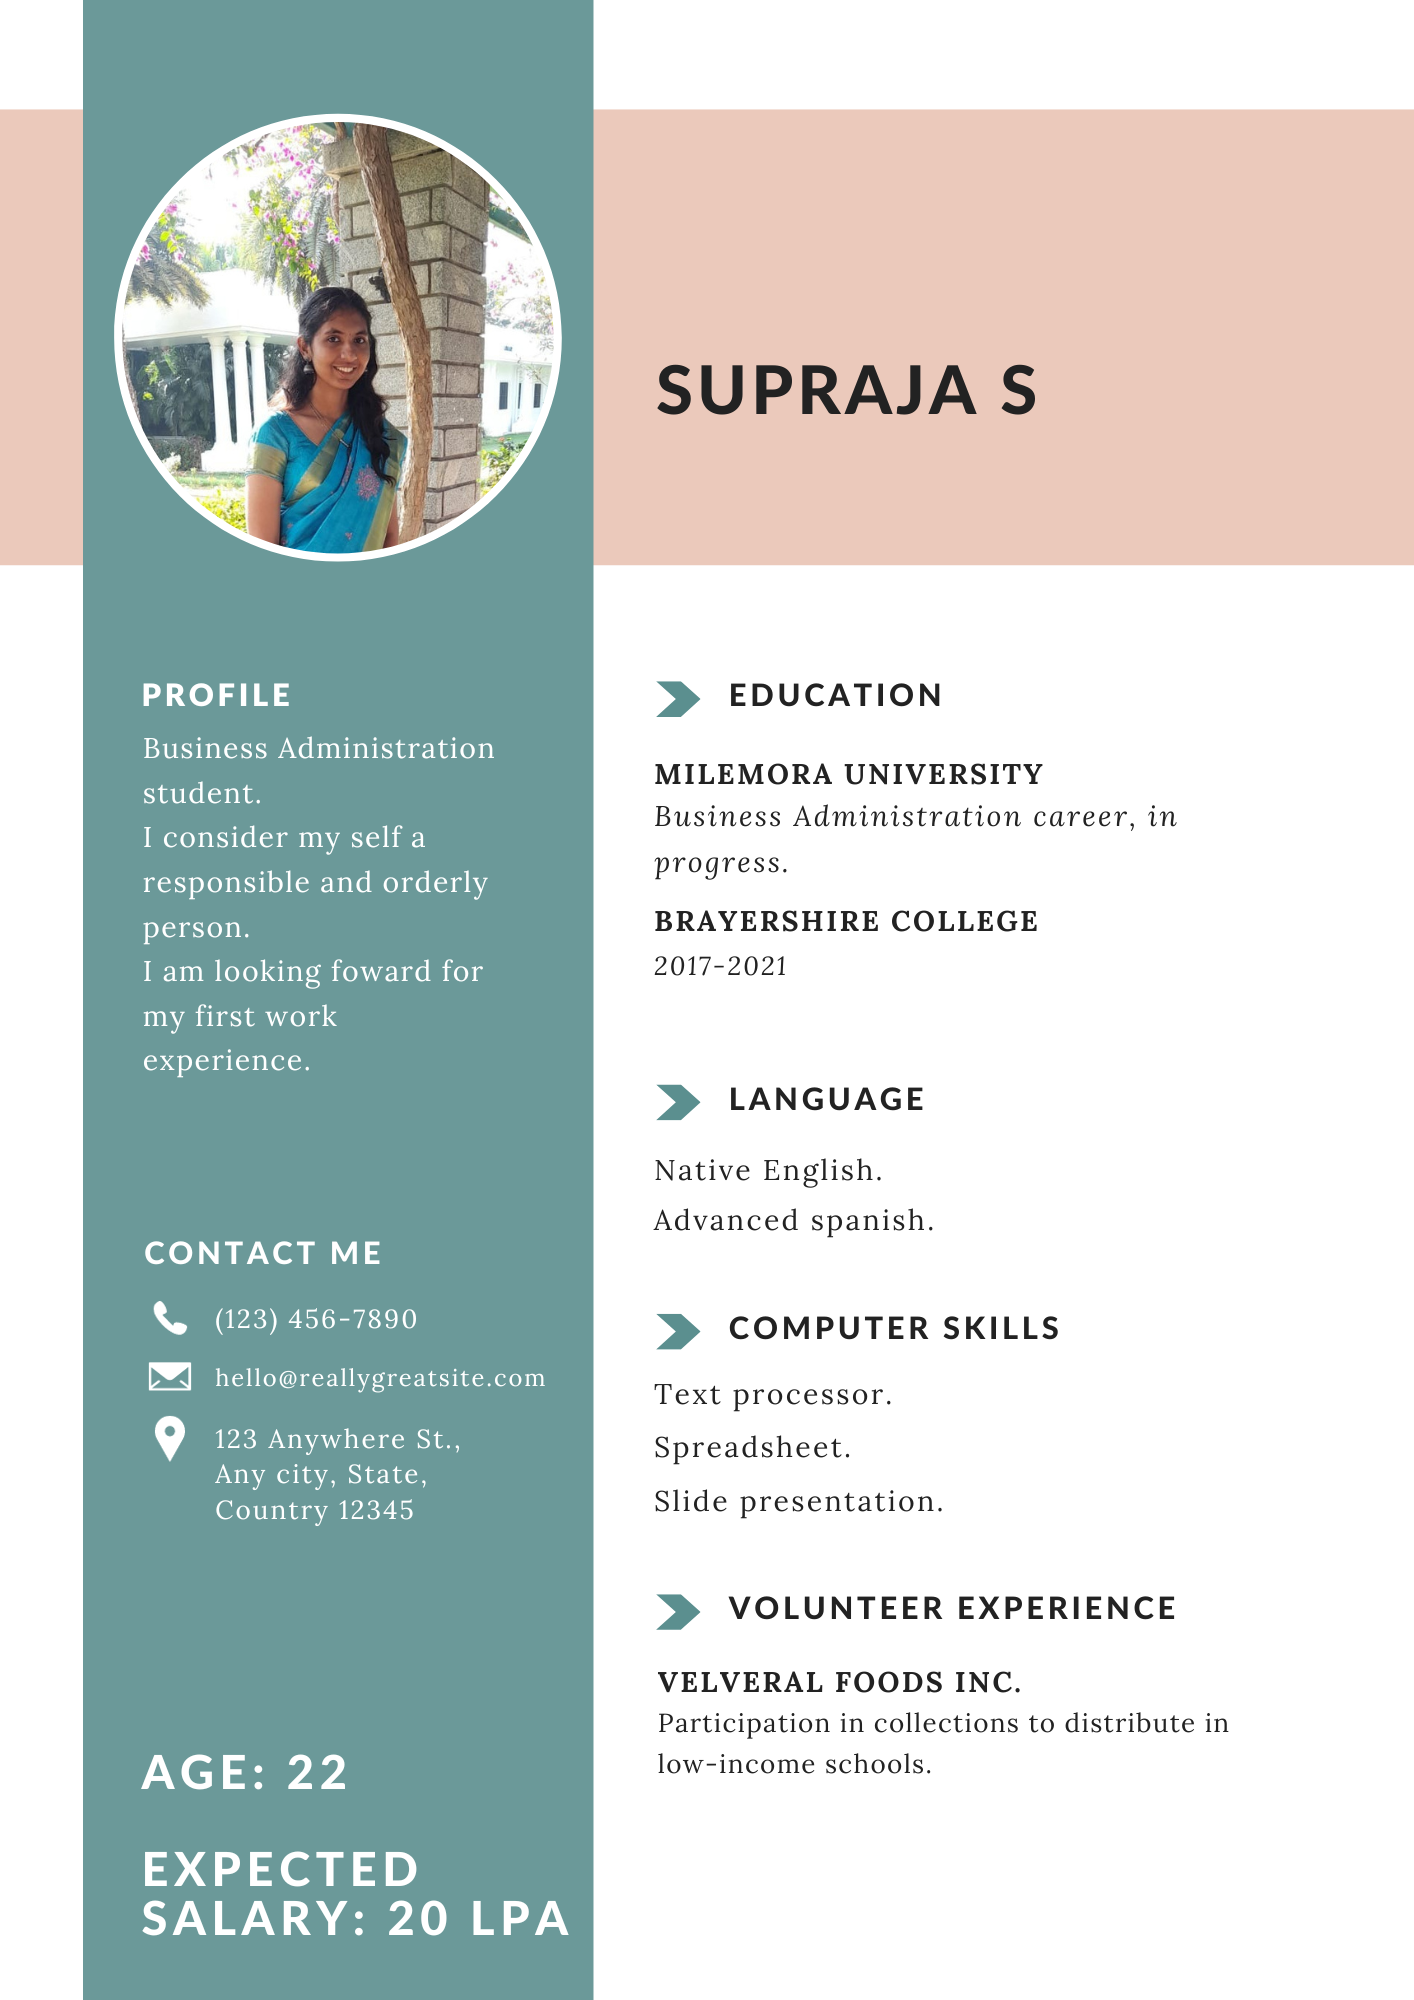 SUPRAJA S
PROFILE
Business Administration
student.
I consider my self a
responsible and orderly
person.
I am looking foward for
my first work
experience.
CONTACT ME
(123) 456-7890
hello@reallygreatsite.com
123 Anywhere St.,
Any city, State,
Country 12345
AGE: 22
EXPECTED
SALARY: 20 LPA
EDUCATION
MILEMORA UNIVERSITY
Business Administration career, in
progress.
BRAYERSHIRE COLLEGE
2017-2021
LANGUAGE
Native English.
Advanced spanish.
COMPUTER SKILLS
Text processor.
Spreadsheet.
Slide presentation.
VOLUNTEER EXPERIENCE
VELVERAL FOODS INC.
Participation in collections to distribute in
low-income schools.